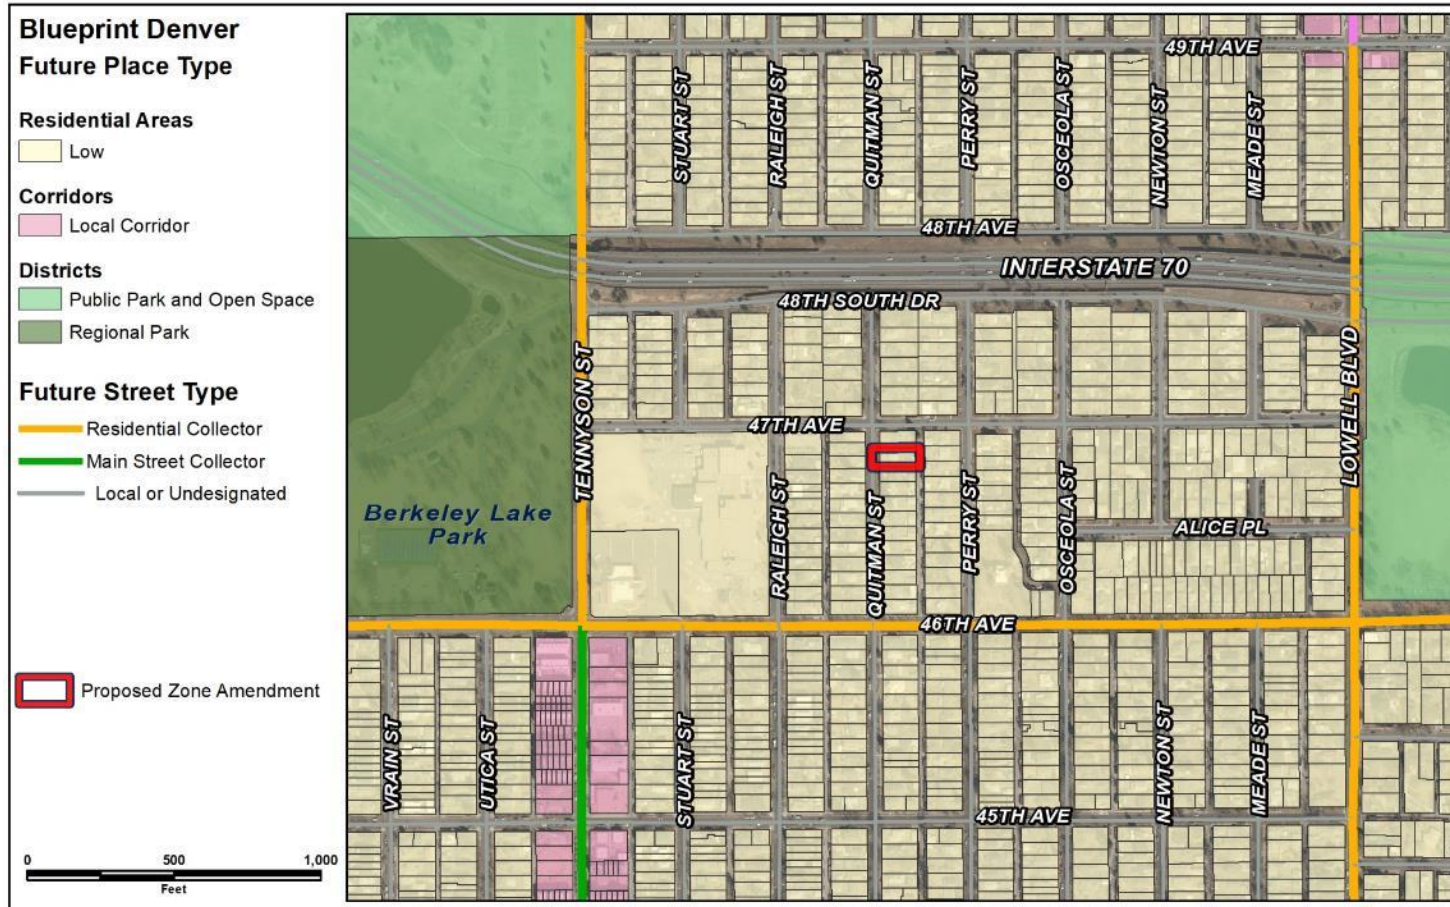 Blueprint Denver
Future Place Type
Residential Areas
Low
Corridors
Local Corridor
Districts
Public Park and Open Space
Regional Park
Future Street Type
Residential Collector
Main Street Collector
Local or Undesignated
Proposed Zone Amendment
0 500 1,000
Feet
49TH AVE
STUART ST
RALEIGH ST
QUITMAN ST
PERRY ST
OSCEOLA ST
NEWTON ST
MEADE ST
48TH AVE
INTERSTATE 70
48TH SOUTH DR
TENNYSON ST
LOWELL BLVD
47TH AVE
Berkeley Lake
Park
RALEIGH ST
QUITMAN ST
PERRY ST
OSCEOLA ST
ALICE PL
46TH AVE
VRAIN ST
UTICA ST
STUART ST
NEWTON ST
MEADE ST
45TH AVE